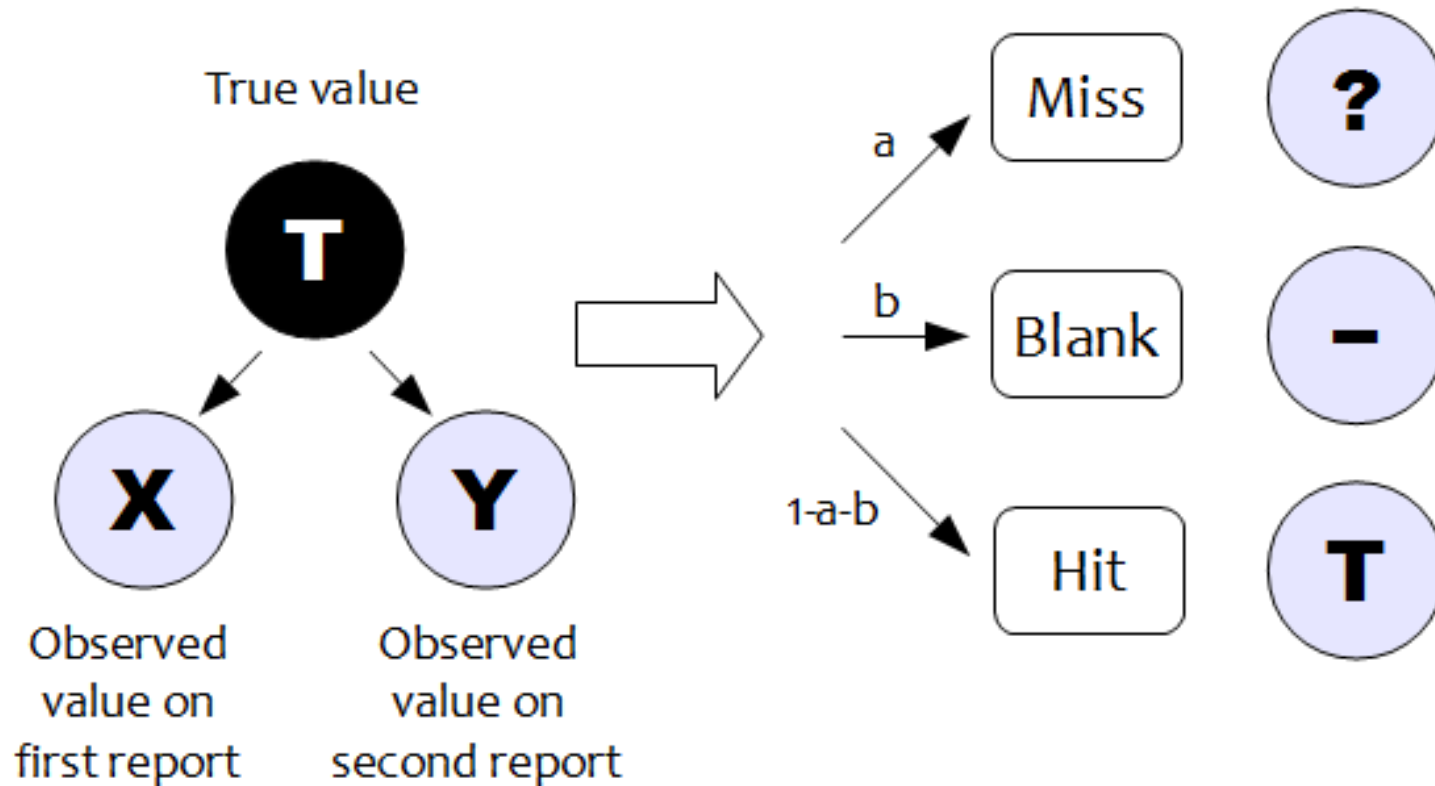 True value
T
X
Y
Observed
value on
first report
Observed
value on
second report
a
Miss
?
b
Blank
–
1-a-b
Hit
T